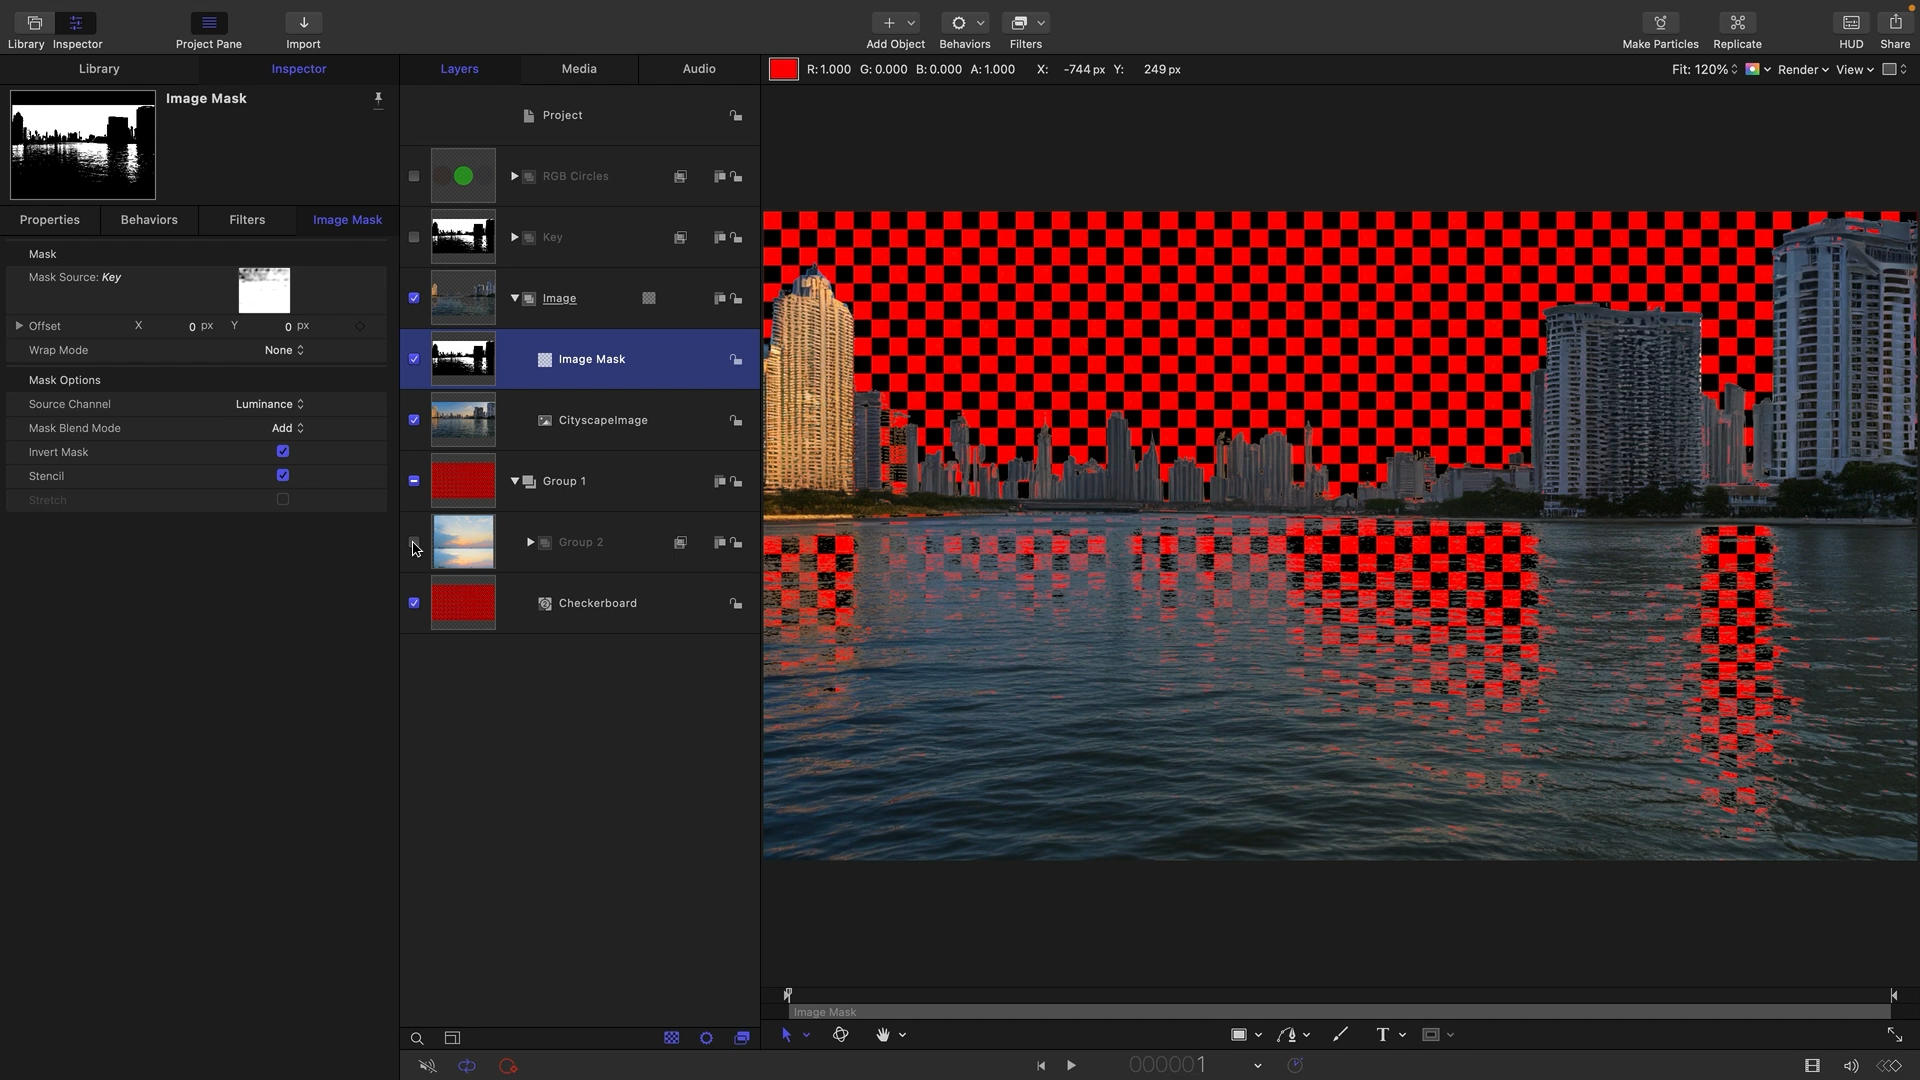 Library
Inspector
Project Pane
Import
Add Object
Behaviors
Filters
Make Particles
Replicate
HUD
Share
Library
Inspector
Layers
Media
Audio
R:1.000 G: 0.000 B: 0.000 A: 1.000 X: -744 px Y: 249 px
Fit: 120%
Render
View
Image Mask
Properties
Behaviors
Filters
Image Mask
Mask
Mask Source: Key
Offset X 0 px Y 0 px
Wrap Mode None
Mask Options
Source Channel Luminance
Mask Blend Mode Add
Invert Mask
Stencil
Stretch
Project
RGB Circles
Key
Image
Image Mask
CityscapeImage
Group 1
Group 2
Checkerboard
Image Mask
T
0000001